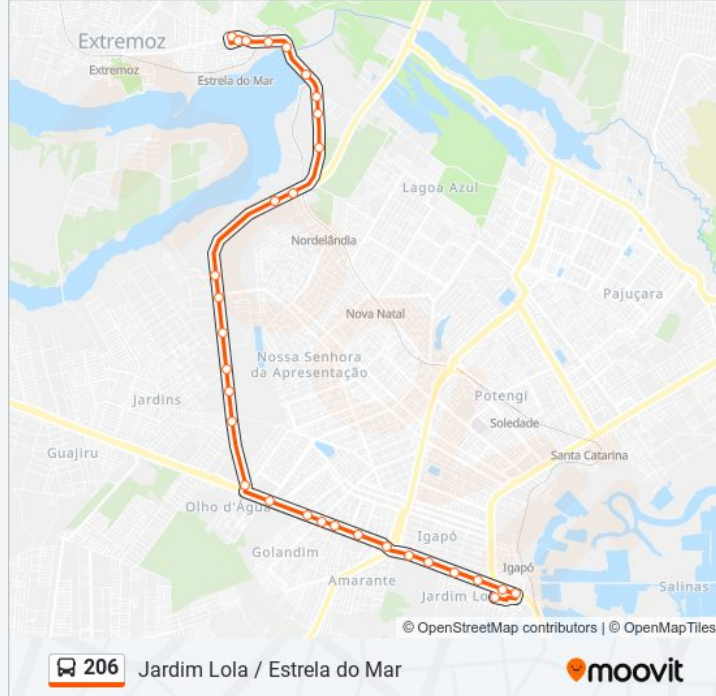 Extremoz
Extremoz
Estrela do Mar
Lagoa Azul
Nordelândia
Pajuçara
Nova Natal
Nossa Senhora
da Apresentação
Jardins
Potengi
Soledade
Guajiru
Santa Catarina
Olho d'Água
Igapó
Golandim
Igapó
Amarante
Salinas
Jardim Lo
© OpenStreetMap contributors | © OpenMapTiles
206 Jardim Lola / Estrela do Mar
moovit